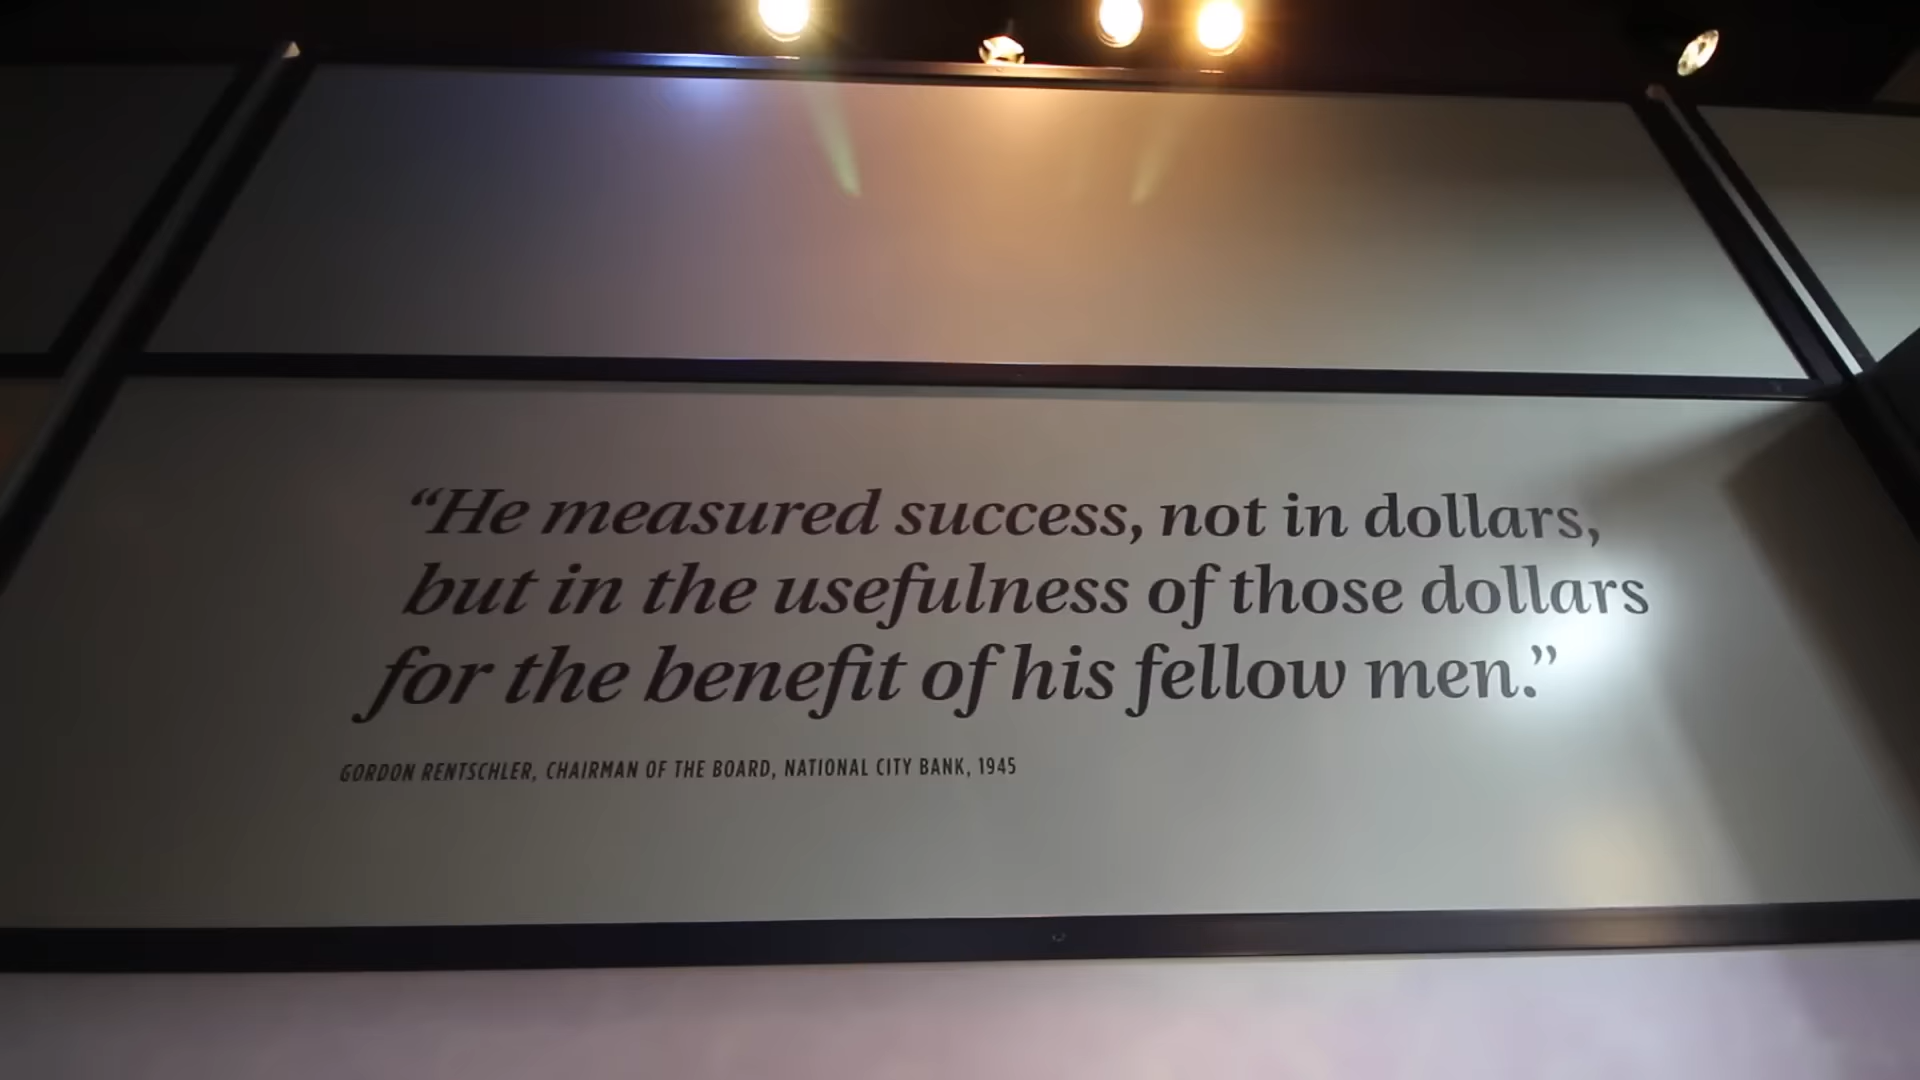 “He measured success, not in dollars,
but in the usefulness of those dollars
for the benefit of his fellow men.”
GORDON RENTSCHLER, CHAIRMAN OF THE BOARD, NATIONAL CITY BANK, 1945